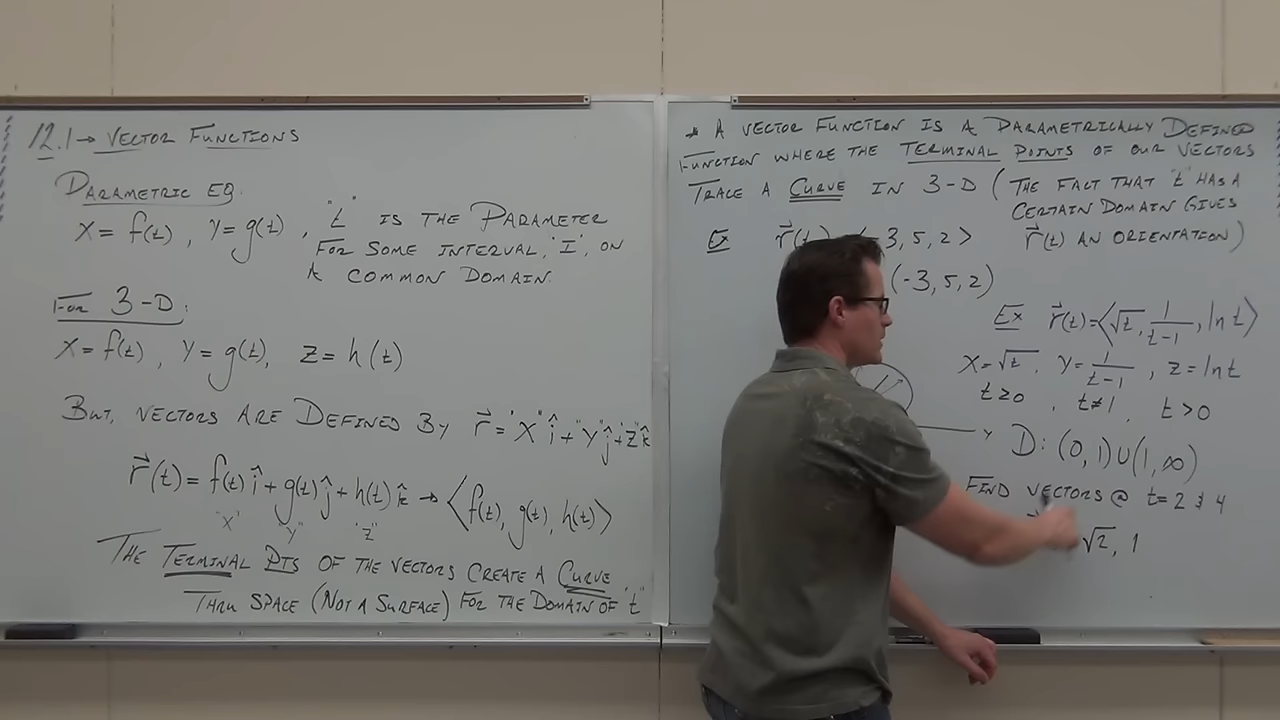 12.1 → VECTOR FUNCTIONS
PARAMETRIC EQ.
X = f(t), Y = g(t), "t" IS THE PARAMETER
FOR SOME INTERVAL, "I", ON
A COMMON DOMAIN.
FOR 3-D:
X = f(t), Y = g(t), Z = h(t)
BUT, VECTORS ARE DEFINED BY r⃗ = "X" î + "Y" ĵ + "Z" k̂
r⃗(t) = f(t) î + g(t) ĵ + h(t) k̂ → ⟨f(t), g(t), h(t)⟩
"X" "Y" "Z"
THE TERMINAL PTS OF THE VECTORS CREATE A CURVE
THRU SPACE (NOT A SURFACE) FOR THE DOMAIN OF "t"
* A VECTOR FUNCTION IS A PARAMETRICALLY DEFINED
FUNCTION WHERE THE TERMINAL POINTS OF OUR VECTORS
TRACE A CURVE IN 3-D (THE FACT THAT "t" HAS A
CERTAIN DOMAIN GIVES
r⃗(t) AN ORIENTATION)
EX r⃗(t) ⟨-3, 5, 2⟩
(-3, 5, 2)
EX r⃗(t) = ⟨√t, 1/(t-1), ln t⟩
X = √t, Y = 1/(t-1), Z = ln t
t ≥ 0, t ≠ 1, t > 0
Y
D: (0, 1) ∪ (1, ∞)
FIND VECTORS @ t = 2 & 4
√2, 1